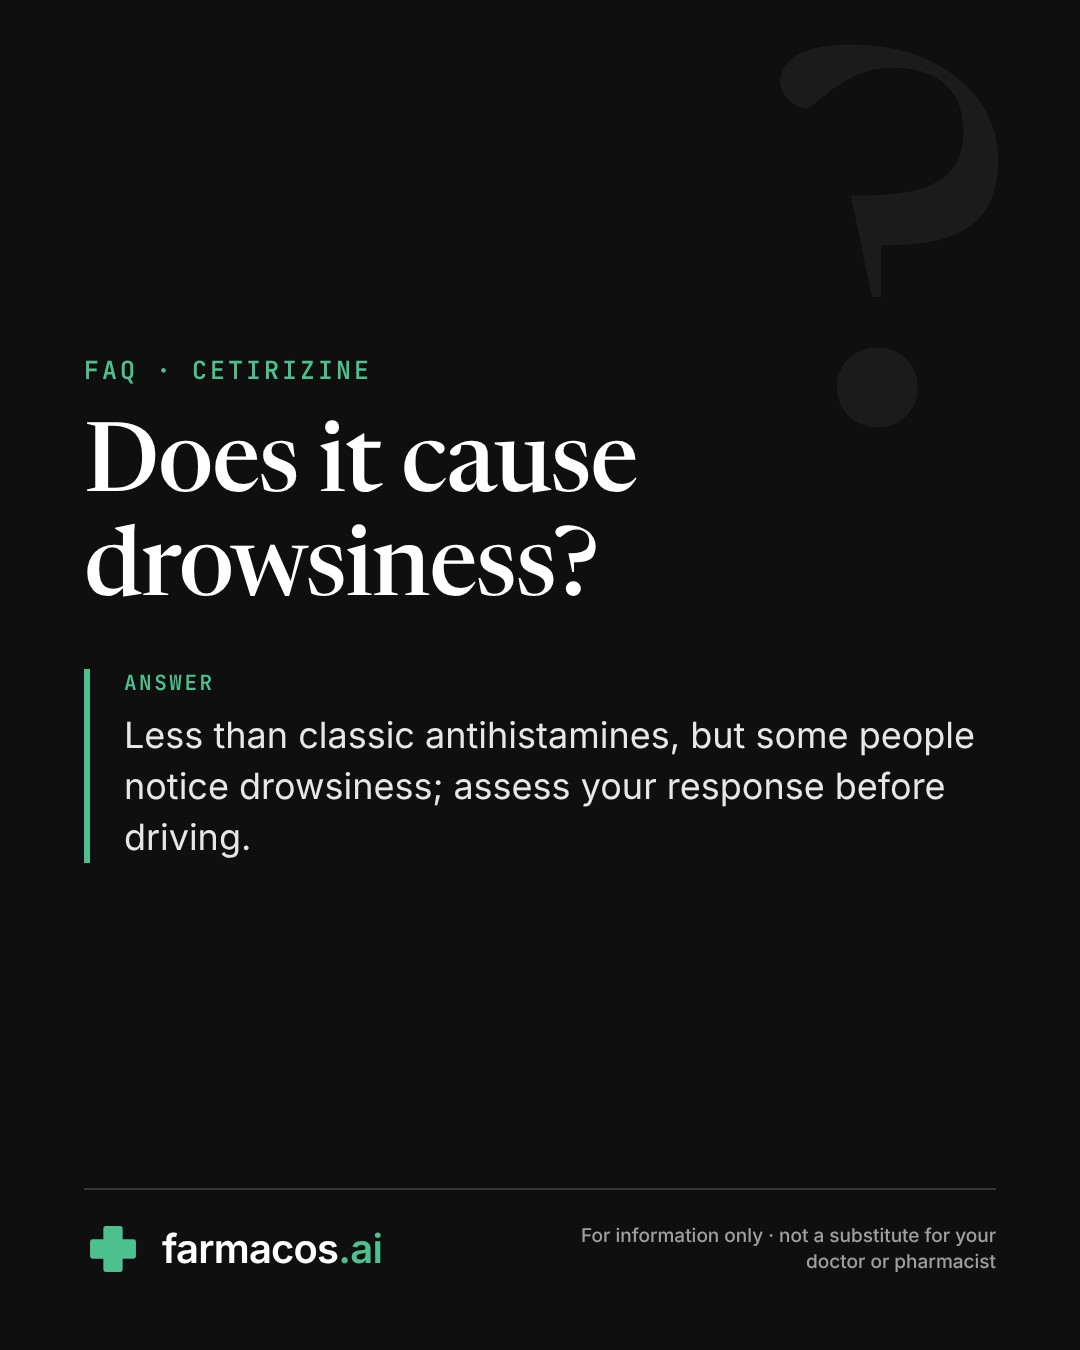 FAQ · CETIRIZINE
Does it cause
drowsiness?
ANSWER
Less than classic antihistamines, but some people
notice drowsiness; assess your response before
driving.
farmacos.ai
For information only · not a substitute for your
doctor or pharmacist